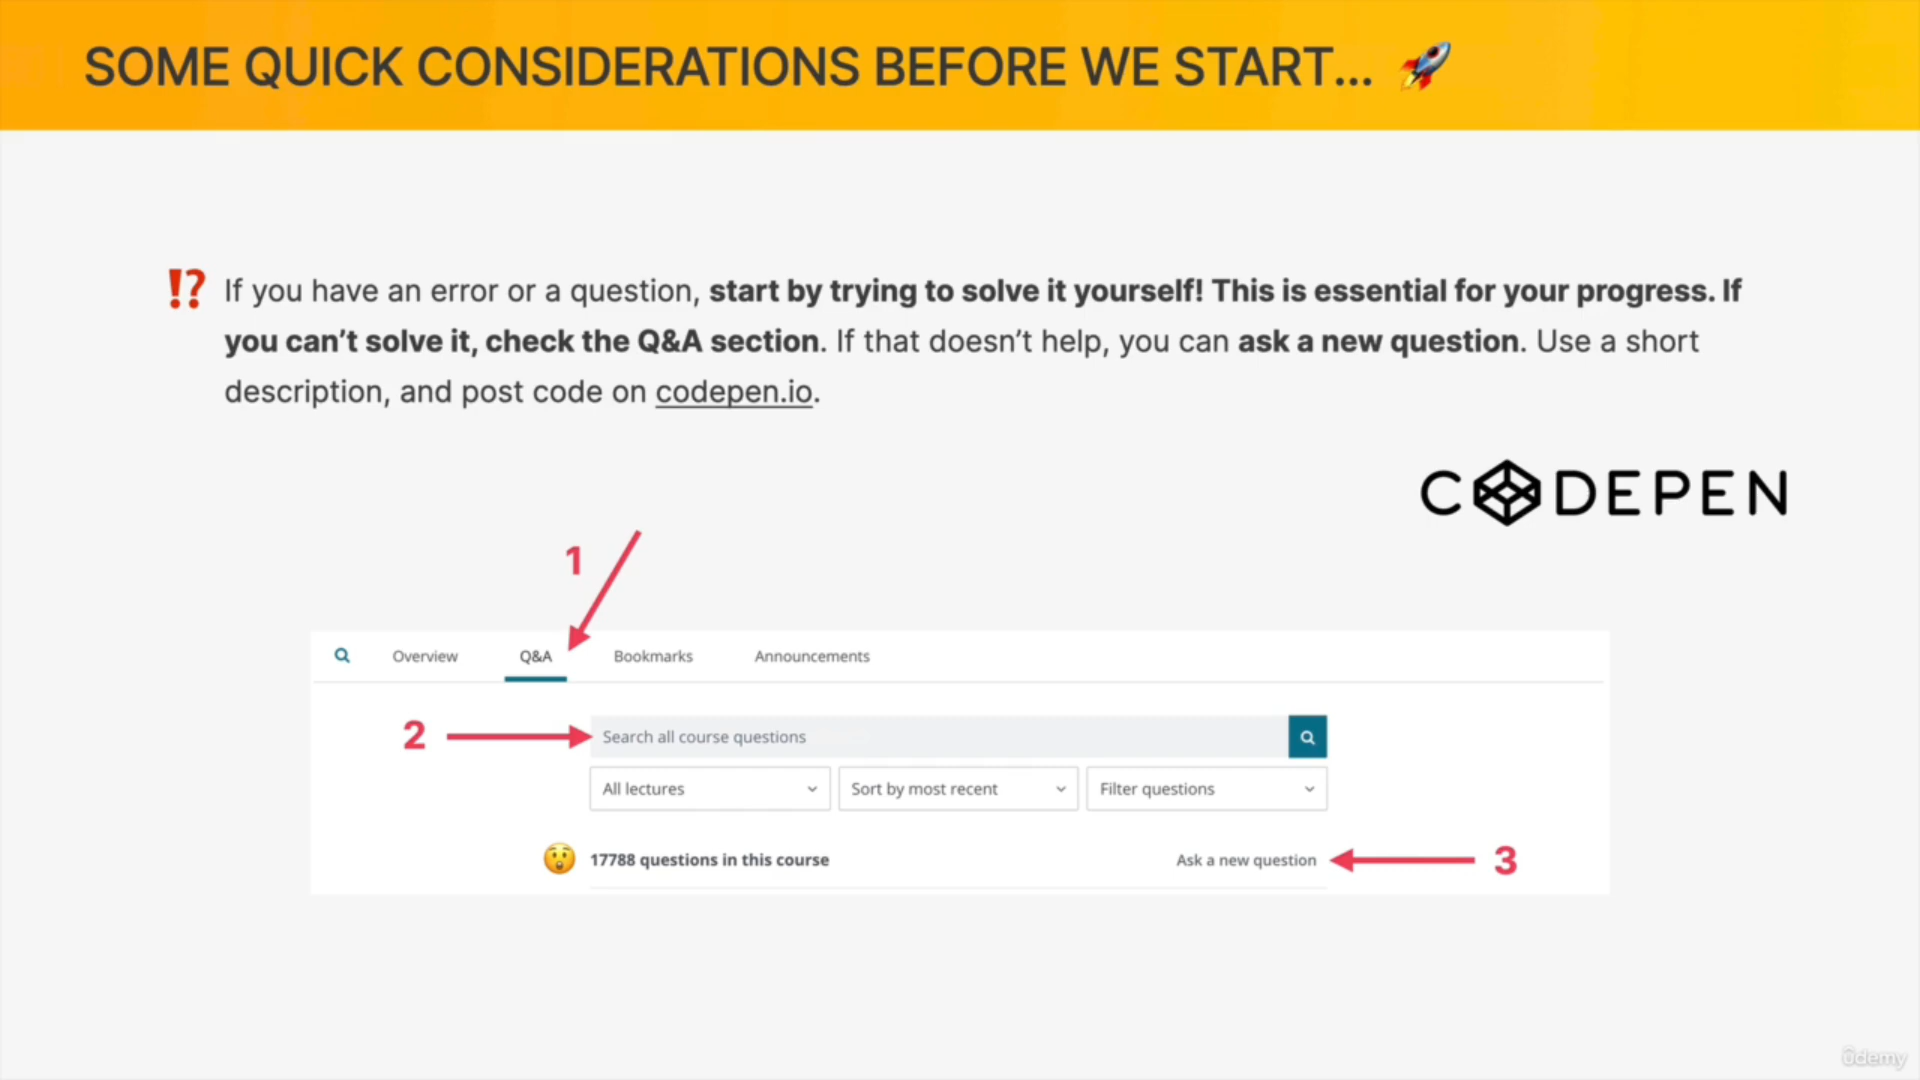 SOME QUICK CONSIDERATIONS BEFORE WE START... 🚀
⁉️ If you have an error or a question, start by trying to solve it yourself! This is essential for your progress. If
you can't solve it, check the Q&A section. If that doesn't help, you can ask a new question. Use a short
description, and post code on codepen.io.
CODEPEN
1
Overview Q&A Bookmarks Announcements
2 Search all course questions
All lectures Sort by most recent Filter questions
😲 17788 questions in this course Ask a new question 3
ûdemy